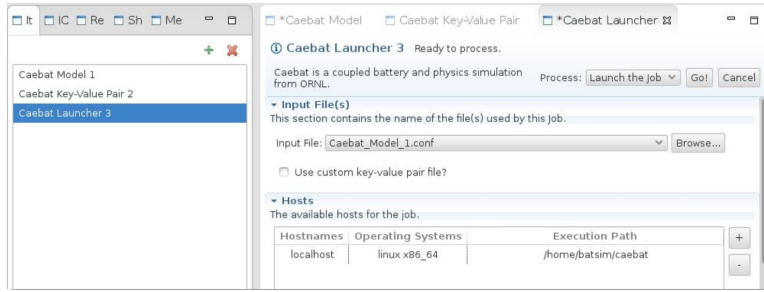 It IC Re Sh Me
Caebat Model 1
Caebat Key-Value Pair 2
Caebat Launcher 3
*Caebat Model Caebat Key-Value Pair *Caebat Launcher
Caebat Launcher 3 Ready to process.
Caebat is a coupled battery and physics simulation
from ORNL.
Process: Launch the Job Go! Cancel
Input File(s)
This section contains the name of the file(s) used by this Job.
Input File: Caebat_Model_1.conf Browse...
Use custom key-value pair file?
Hosts
The available hosts for the job.
Hostnames Operating Systems Execution Path
localhost linux x86_64 /home/batsim/caebat
+
-